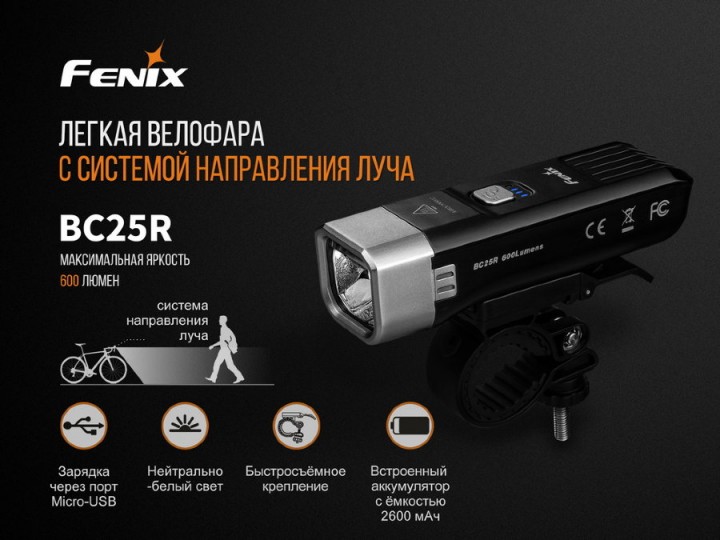 FENIX
ЛЕГКАЯ ВЕЛОФАРА
С СИСТЕМОЙ НАПРАВЛЕНИЯ ЛУЧА
BC25R
МАКСИМАЛЬНАЯ ЯРКОСТЬ
600 ЛЮМЕН
система
направления
луча
FENIX
CE FC
BC25R 600Lumens
Зарядка
через порт
Micro-USB
Нейтрально
-белый свет
Быстросъёмное
крепление
Встроенный
аккумулятор
с ёмкостью
2600 мАч